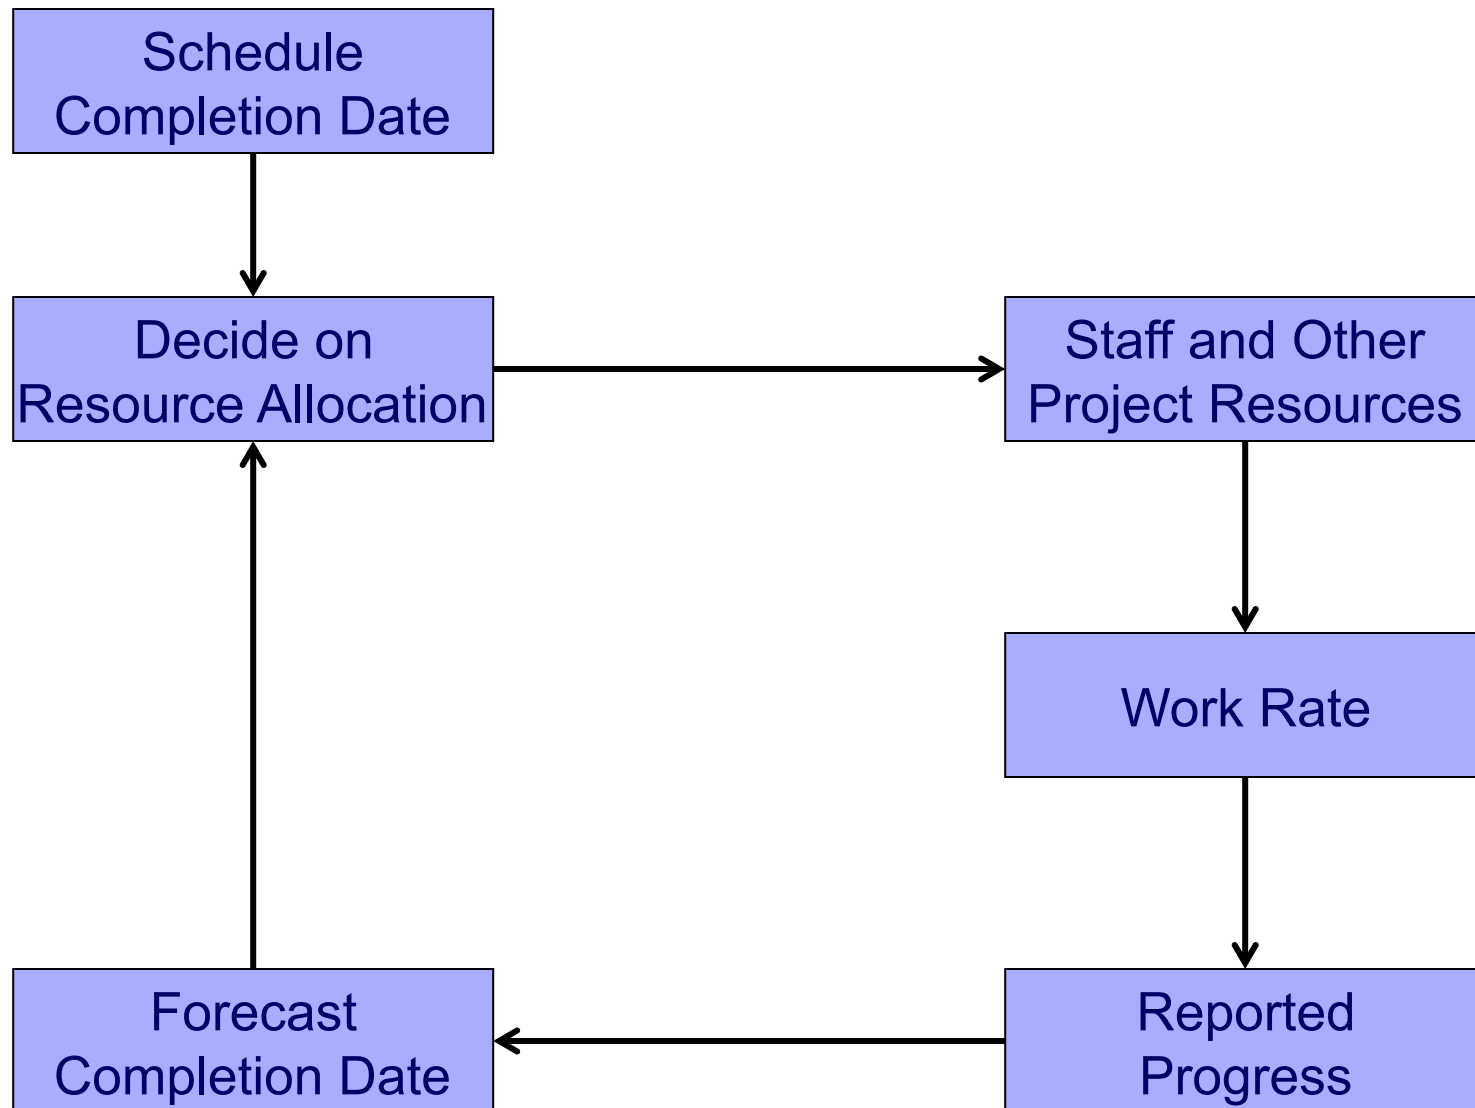 Schedule
Completion Date
Decide on
Resource Allocation
Staff and Other
Project Resources
Work Rate
Forecast
Completion Date
Reported
Progress